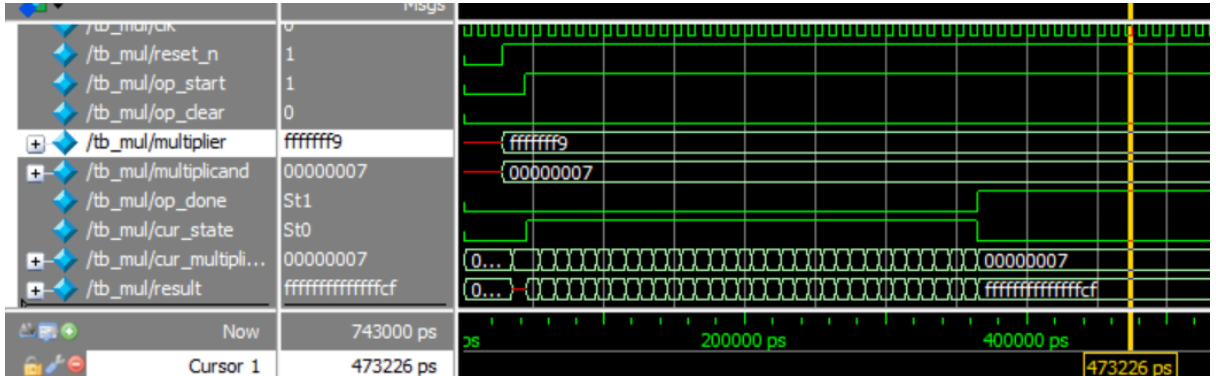 Msgs
/tb_mul/clk 0
/tb_mul/reset_n 1
/tb_mul/op_start 1
/tb_mul/op_clear 0
/tb_mul/multiplier ffffffff9 ffffffff9
/tb_mul/multiplicand 00000007 00000007
/tb_mul/op_done St1
/tb_mul/cur_state St0
/tb_mul/cur_multipli... 00000007 0... 00000007
/tb_mul/result ffffffffffffffcf 0... ffffffffffffffcf
Now 743000 ps ps 200000 ps 400000 ps
Cursor 1 473226 ps 473226 ps